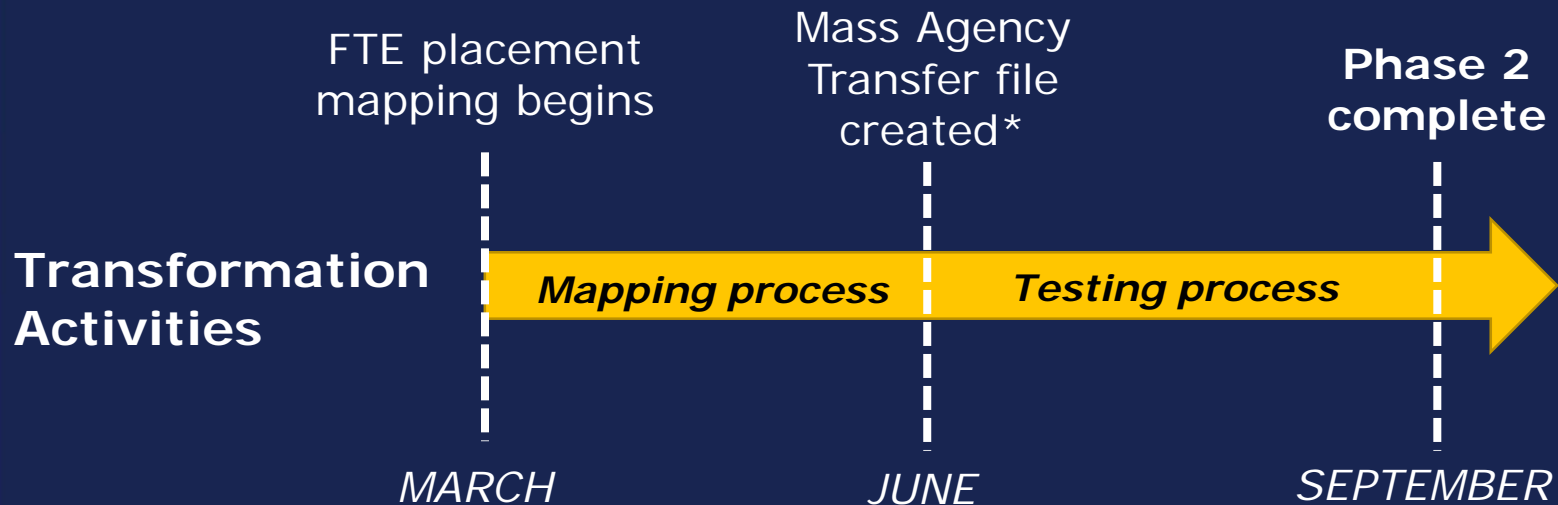 FTE placement
mapping begins
Mass Agency
Transfer file
created*
Phase 2
complete
Transformation
Activities
Mapping process
Testing process
MARCH
JUNE
SEPTEMBER